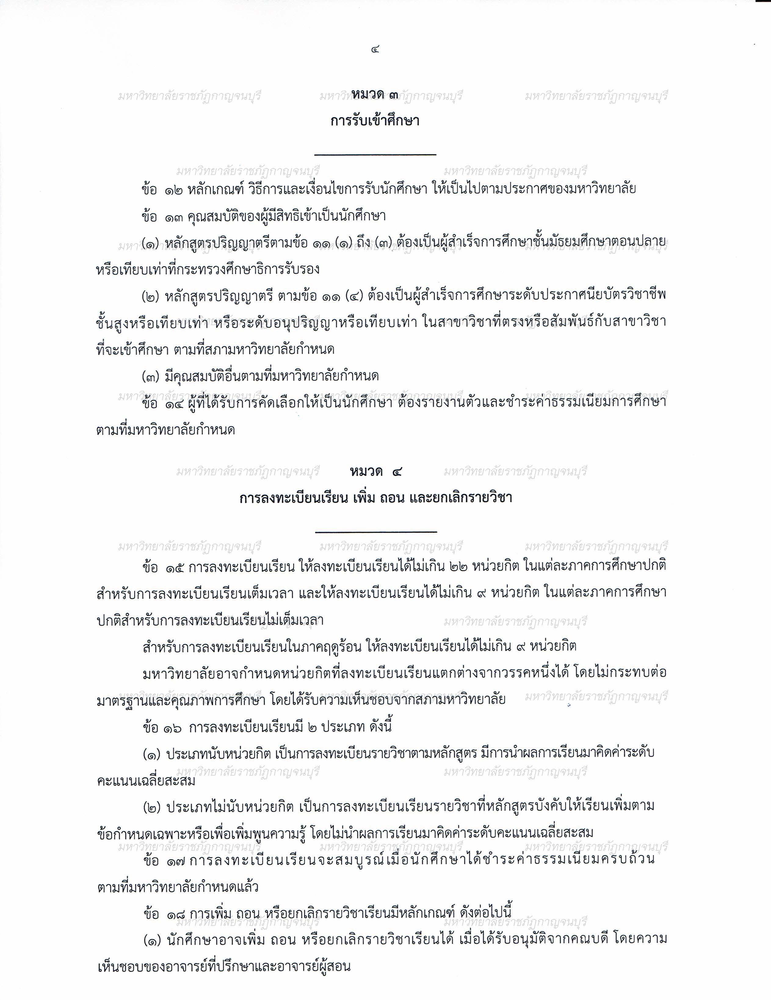 ๔
หมวด ๓
การรับเข้าศึกษา
ข้อ ๑๒ หลักเกณฑ์ วิธีการและเงื่อนไขการรับนักศึกษา ให้เป็นไปตามประกาศของมหาวิทยาลัย
ข้อ ๑๓ คุณสมบัติของผู้มีสิทธิเข้าเป็นนักศึกษา
(๑) หลักสูตรปริญญาตรีตามข้อ ๑๑ (๑) ถึง (๓) ต้องเป็นผู้สำเร็จการศึกษาชั้นมัธยมศึกษาตอนปลาย
หรือเทียบเท่าที่กระทรวงศึกษาธิการรับรอง
(๒) หลักสูตรปริญญาตรี ตามข้อ ๑๑ (๔) ต้องเป็นผู้สำเร็จการศึกษาระดับประกาศนียบัตรวิชาชีพ
ชั้นสูงหรือเทียบเท่า หรือระดับอนุปริญญาหรือเทียบเท่า ในสาขาวิชาที่ตรงหรือสัมพันธ์กับสาขาวิชา
ที่จะเข้าศึกษา ตามที่สภามหาวิทยาลัยกำหนด
(๓) มีคุณสมบัติอื่นตามที่มหาวิทยาลัยกำหนด
ข้อ ๑๔ ผู้ที่ได้รับการคัดเลือกให้เป็นนักศึกษา ต้องรายงานตัวและชำระค่าธรรมเนียมการศึกษา
ตามที่มหาวิทยาลัยกำหนด
หมวด ๔
การลงทะเบียนเรียน เพิ่ม ถอน และยกเลิกรายวิชา
ข้อ ๑๕ การลงทะเบียนเรียน ให้ลงทะเบียนเรียนได้ไม่เกิน ๒๒ หน่วยกิต ในแต่ละภาคการศึกษาปกติ
สำหรับการลงทะเบียนเรียนเต็มเวลา และให้ลงทะเบียนเรียนได้ไม่เกิน ๙ หน่วยกิต ในแต่ละภาคการศึกษา
ปกติสำหรับการลงทะเบียนเรียนไม่เต็มเวลา
สำหรับการลงทะเบียนเรียนในภาคฤดูร้อน ให้ลงทะเบียนเรียนได้ไม่เกิน ๙ หน่วยกิต
มหาวิทยาลัยอาจกำหนดหน่วยกิตที่ลงทะเบียนเรียนแตกต่างจากวรรคหนึ่งได้ โดยไม่กระทบต่อ
มาตรฐานและคุณภาพการศึกษา โดยได้รับความเห็นชอบจากสภามหาวิทยาลัย
ข้อ ๑๖ การลงทะเบียนเรียนมี ๒ ประเภท ดังนี้
(๑) ประเภทนับหน่วยกิต เป็นการลงทะเบียนรายวิชาตามหลักสูตร มีการนำผลการเรียนมาคิดค่าระดับ
คะแนนเฉลี่ยสะสม
(๒) ประเภทไม่นับหน่วยกิต เป็นการลงทะเบียนเรียนรายวิชาที่หลักสูตรบังคับให้เรียนเพิ่มตาม
ข้อกำหนดเฉพาะหรือเพื่อเพิ่มพูนความรู้ โดยไม่นำผลการเรียนมาคิดค่าระดับคะแนนเฉลี่ยสะสม
ข้อ ๑๗ การลงทะเบียนเรียนจะสมบูรณ์เมื่อนักศึกษาได้ชำระค่าธรรมเนียมครบถ้วน
ตามที่มหาวิทยาลัยกำหนดแล้ว
ข้อ ๑๘ การเพิ่ม ถอน หรือยกเลิกรายวิชาเรียนมีหลักเกณฑ์ ดังต่อไปนี้
(๑) นักศึกษาอาจเพิ่ม ถอน หรือยกเลิกรายวิชาเรียนได้ เมื่อได้รับอนุมัติจากคณบดี โดยความ
เห็นชอบของอาจารย์ที่ปรึกษาและอาจารย์ผู้สอน